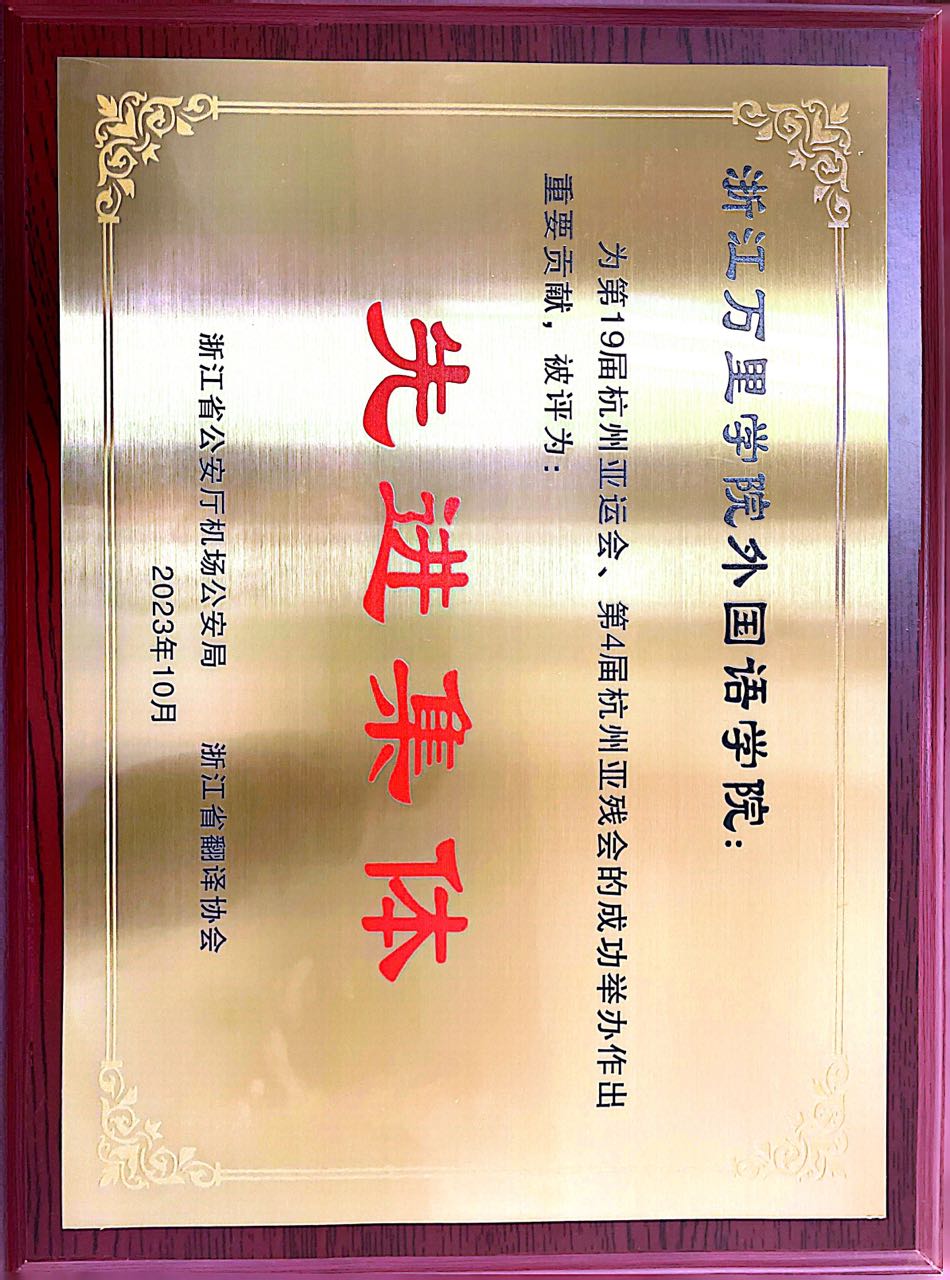 浙江万里学院外国语学院:
为第19届杭州亚运会、第4届杭州亚残会的成功举办作出
重要贡献，被评为:
先进集体
浙江省公安厅机场公安局 浙江省翻译协会
2023年10月